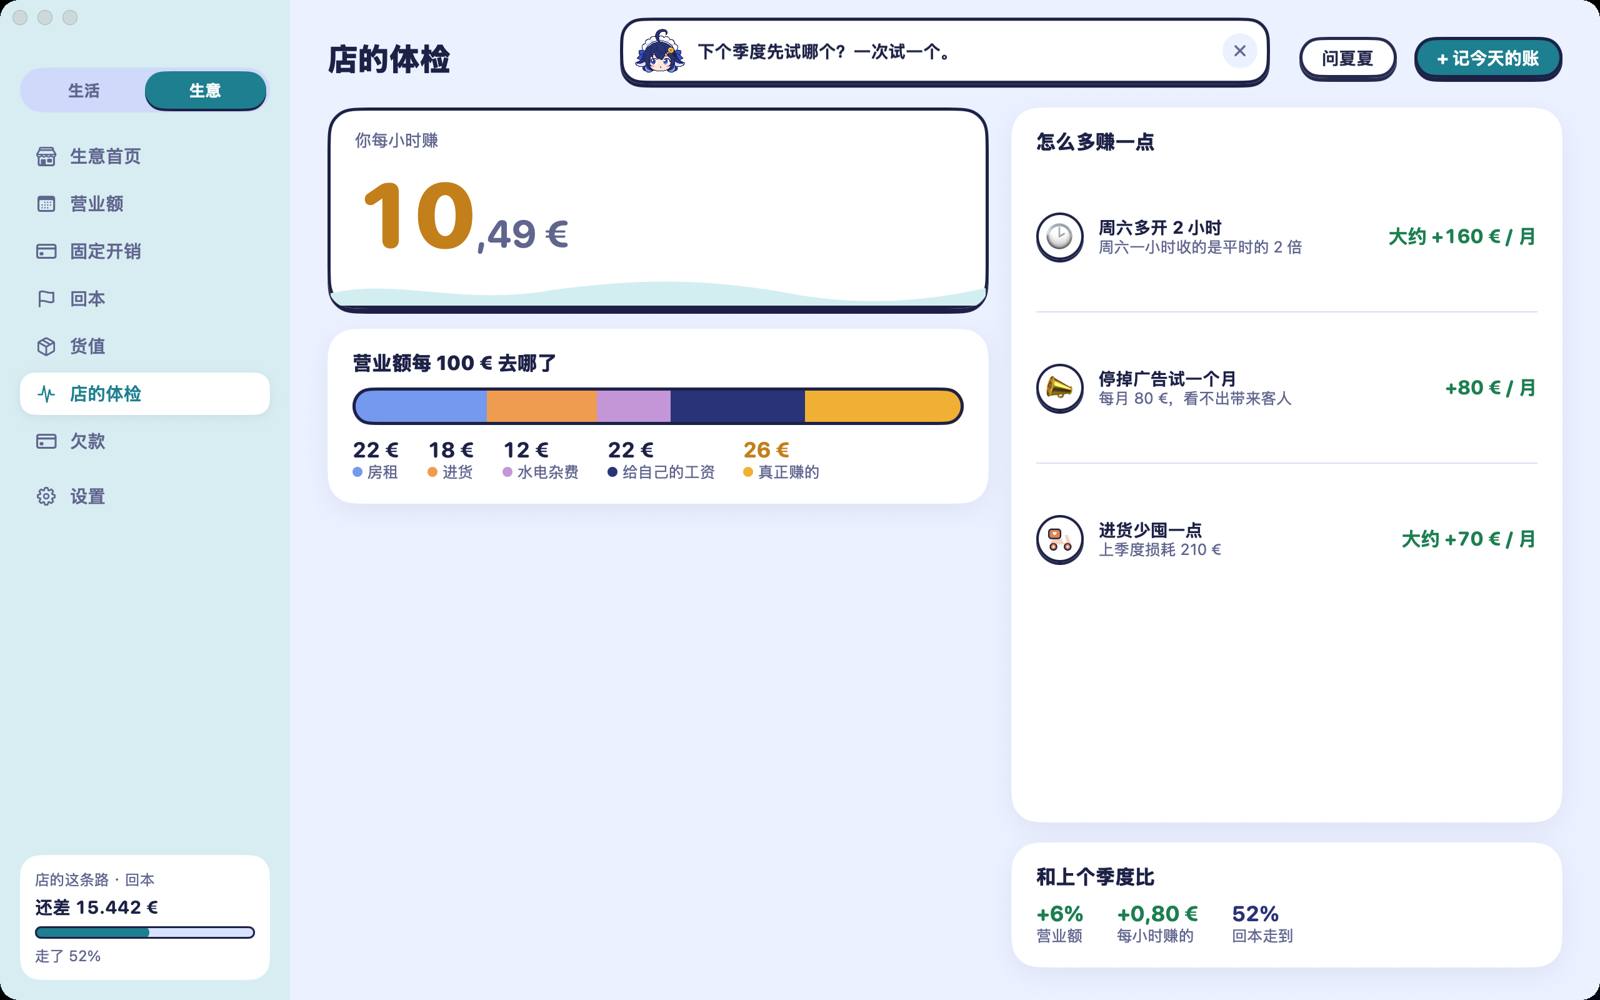 生活
生意
生意首页
营业额
固定开销
回本
货值
店的体检
欠款
设置
店的这条路 · 回本
还差 15.442 €
走了 52%
店的体检
下个季度先试哪个？一次试一个。
问夏夏
+ 记今天的账
你每小时赚
10,49 €
营业额每 100 € 去哪了
22 €
房租
18 €
进货
12 €
水电杂费
22 €
给自己的工资
26 €
真正赚的
怎么多赚一点
周六多开 2 小时
周六一小时收的是平时的 2 倍
大约 +160 € / 月
停掉广告试一个月
每月 80 €，看不出带来客人
+80 € / 月
进货少囤一点
上季度损耗 210 €
大约 +70 € / 月
和上个季度比
+6%
营业额
+0,80 €
每小时赚的
52%
回本走到